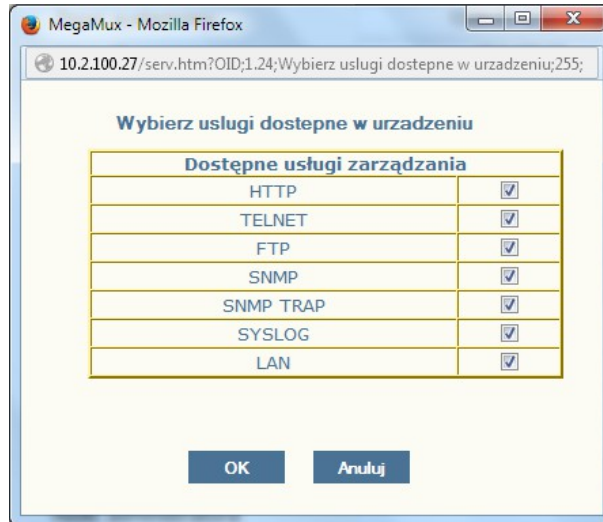 MegaMux - Mozilla Firefox
10.2.100.27/serv.htm?OID;1.24;Wybierz uslugi dostepne w urzadzeniu;255;
Wybierz uslugi dostepne w urzadzeniu
Dostępne usługi zarządzania
HTTP
TELNET
FTP
SNMP
SNMP TRAP
SYSLOG
LAN
OK Anuluj